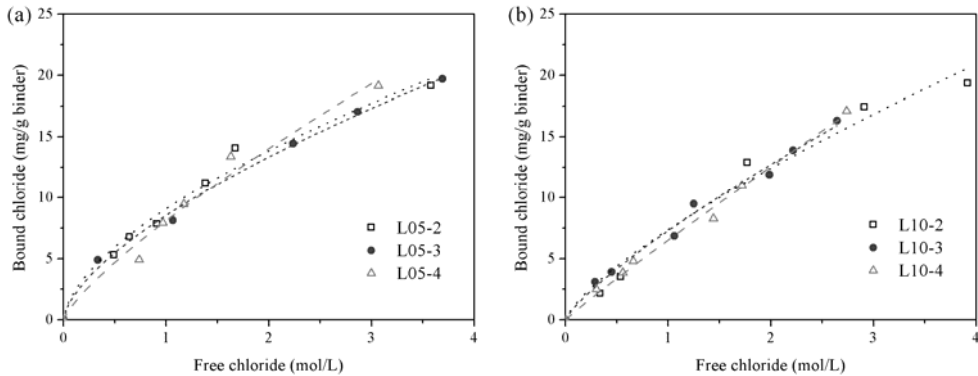 (a)
25
20
15
10
5
0
Bound chloride (mg/g binder)
L05-2
L05-3
L05-4
0 1 2 3 4
Free chloride (mol/L)
(b)
25
20
15
10
5
0
Bound chloride (mg/g binder)
L10-2
L10-3
L10-4
0 1 2 3 4
Free chloride (mol/L)